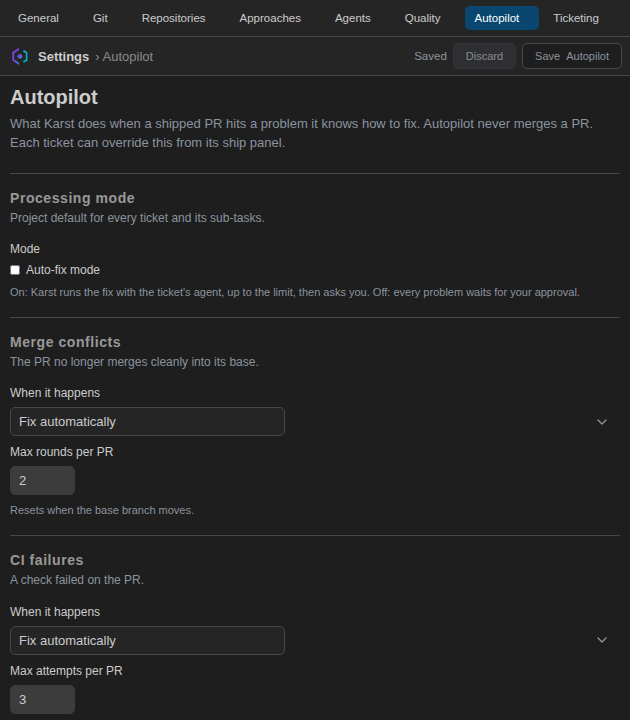 General Git Repositories Approaches Agents Quality Autopilot Ticketing
Settings › Autopilot Saved Discard Save Autopilot
Autopilot
What Karst does when a shipped PR hits a problem it knows how to fix. Autopilot never merges a PR.
Each ticket can override this from its ship panel.
Processing mode
Project default for every ticket and its sub-tasks.
Mode
Auto-fix mode
On: Karst runs the fix with the ticket's agent, up to the limit, then asks you. Off: every problem waits for your approval.
Merge conflicts
The PR no longer merges cleanly into its base.
When it happens
Fix automatically
Max rounds per PR
2
Resets when the base branch moves.
CI failures
A check failed on the PR.
When it happens
Fix automatically
Max attempts per PR
3